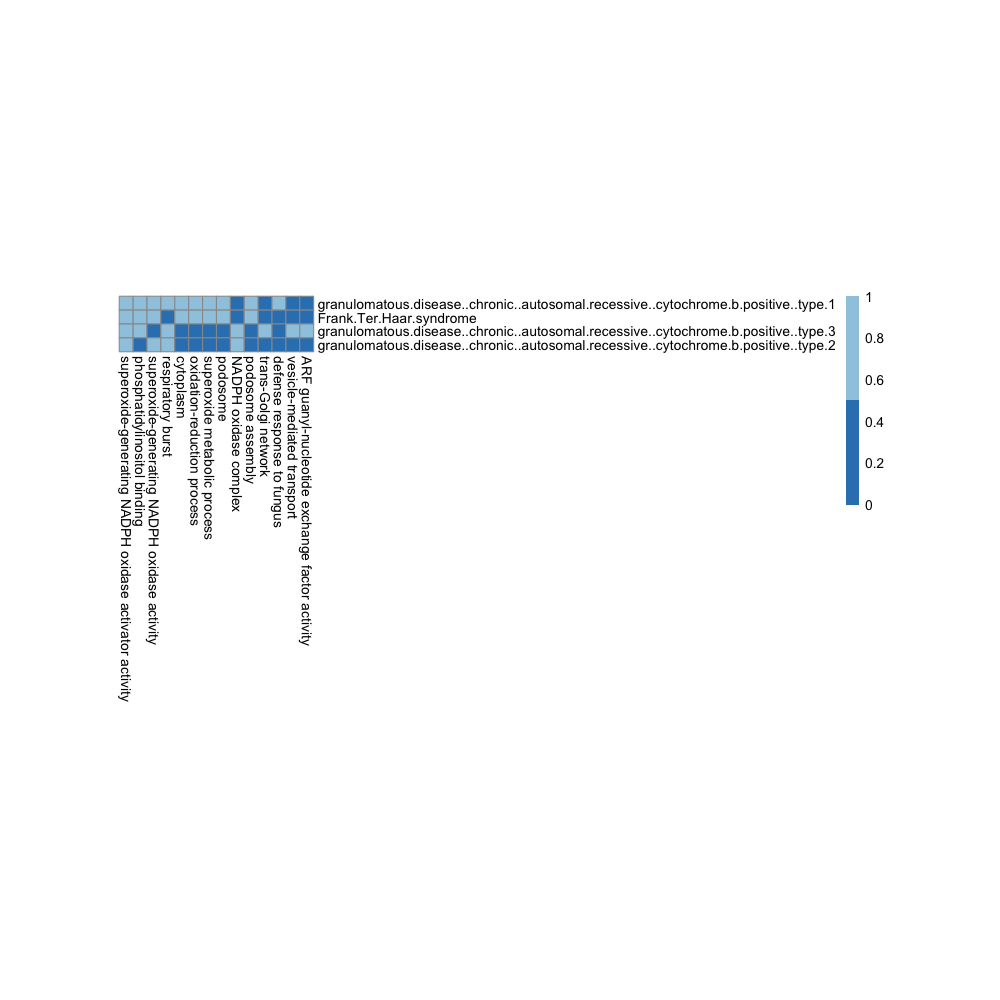 granulomatous.disease..chronic..autosomal.recessive..cytochrome.b.positive..type.1
Frank.Ter.Haar.syndrome
granulomatous.disease..chronic..autosomal.recessive..cytochrome.b.positive..type.3
granulomatous.disease..chronic..autosomal.recessive..cytochrome.b.positive..type.2
1
0.8
0.6
0.4
0.2
0
superoxide-generating NADPH oxidase activator activity
phosphatidylinositol binding
superoxide-generating NADPH oxidase activity
respiratory burst
cytoplasm
oxidation-reduction process
superoxide metabolic process
podosome
NADPH oxidase complex
podosome assembly
trans-Golgi network
defense response to fungus
vesicle-mediated transport
ARF guanyl-nucleotide exchange factor activity